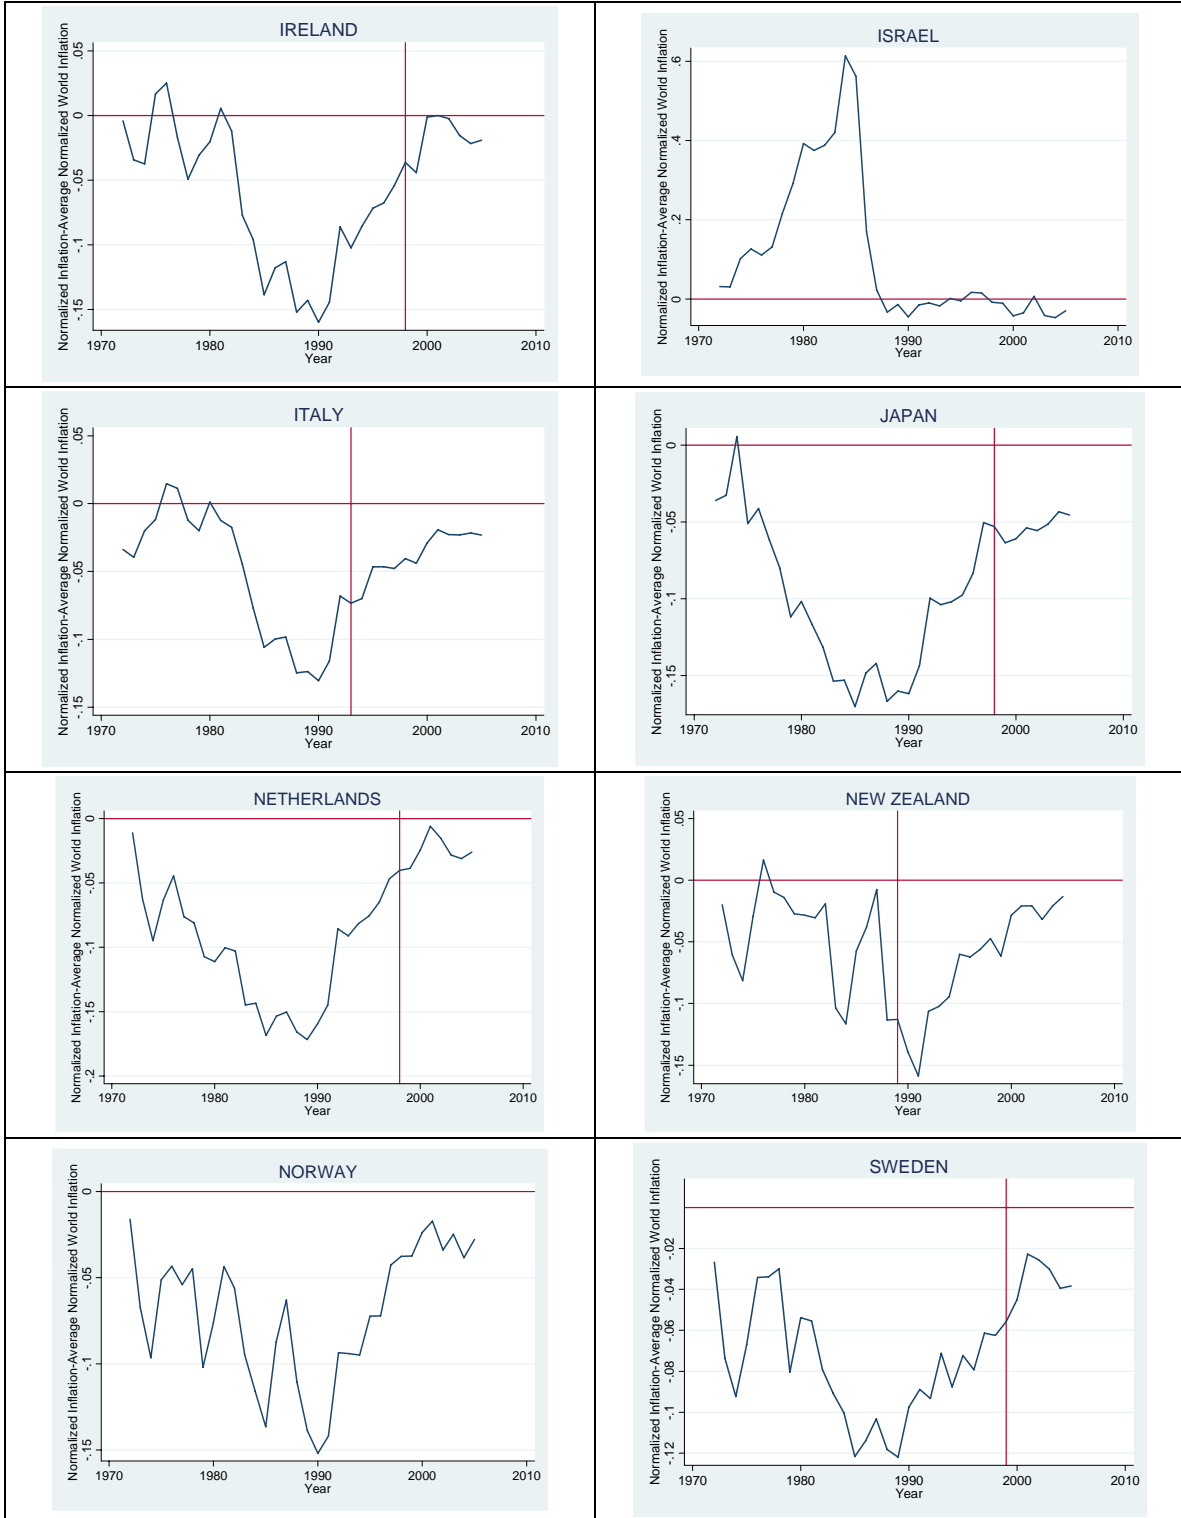 IRELAND
Normalized Inflation-Average Normalized World Inflation
.05
0
-.05
-.1
-.15
1970 1980 1990 2000 2010
Year
ISRAEL
Normalized Inflation-Average Normalized World Inflation
.6
.4
.2
0
1970 1980 1990 2000 2010
Year
ITALY
Normalized Inflation-Average Normalized World Inflation
.05
0
-.05
-.1
-.15
1970 1980 1990 2000 2010
Year
JAPAN
Normalized Inflation-Average Normalized World Inflation
0
-.05
-.1
-.15
1970 1980 1990 2000 2010
Year
NETHERLANDS
Normalized Inflation-Average Normalized World Inflation
0
-.05
-.1
-.15
-.2
1970 1980 1990 2000 2010
Year
NEW ZEALAND
Normalized Inflation-Average Normalized World Inflation
.05
0
-.05
-.1
-.15
1970 1980 1990 2000 2010
Year
NORWAY
Normalized Inflation-Average Normalized World Inflation
0
-.05
-.1
-.15
1970 1980 1990 2000 2010
Year
SWEDEN
Normalized Inflation-Average Normalized World Inflation
-.02
-.04
-.06
-.08
-.1
-.12
1970 1980 1990 2000 2010
Year